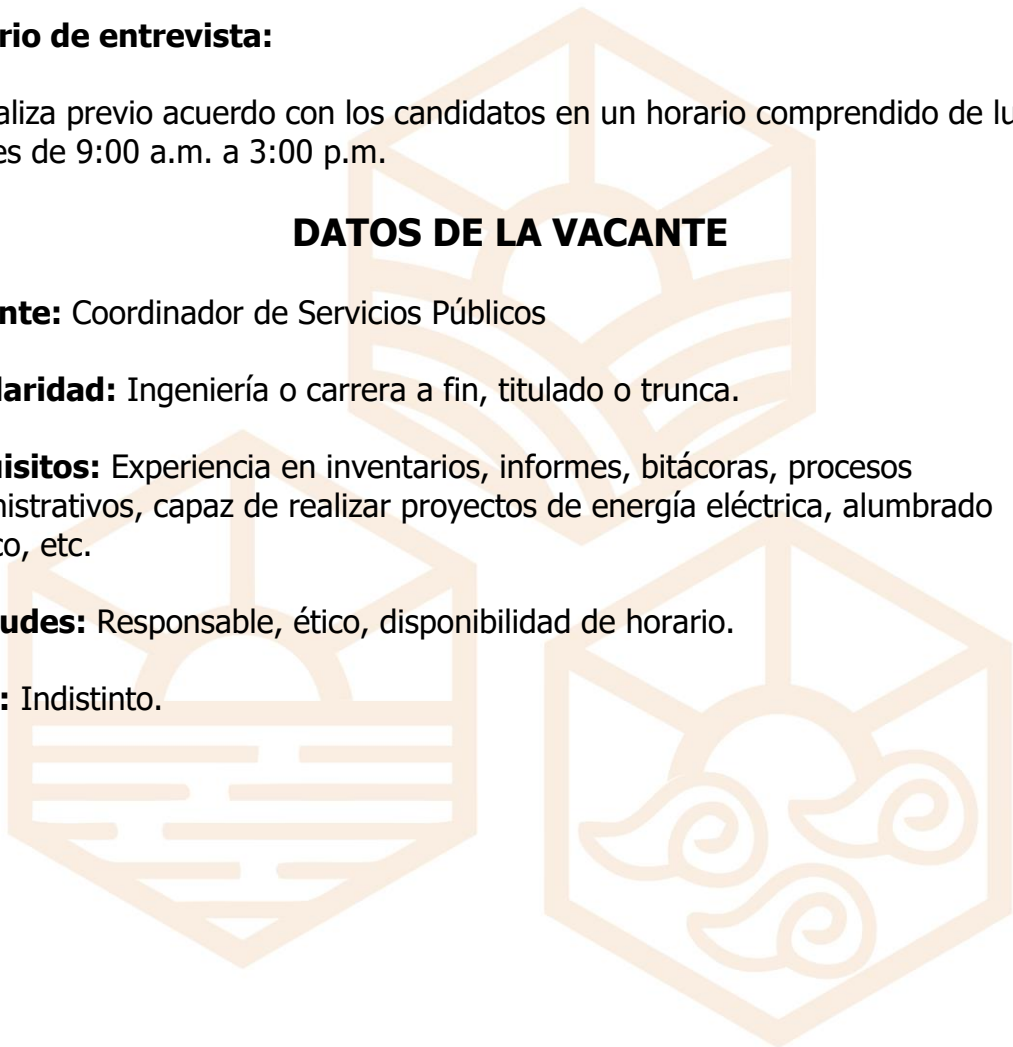 rio de entrevista:
aliza previo acuerdo con los candidatos en un horario comprendido de lu
es de 9:00 a.m. a 3:00 p.m.
DATOS DE LA VACANTE
nte: Coordinador de Servicios Públicos
laridad: Ingeniería o carrera a fin, titulado o trunca.
uisitos: Experiencia en inventarios, informes, bitácoras, procesos
nistrativos, capaz de realizar proyectos de energía eléctrica, alumbrado
co, etc.
tudes: Responsable, ético, disponibilidad de horario.
: Indistinto.